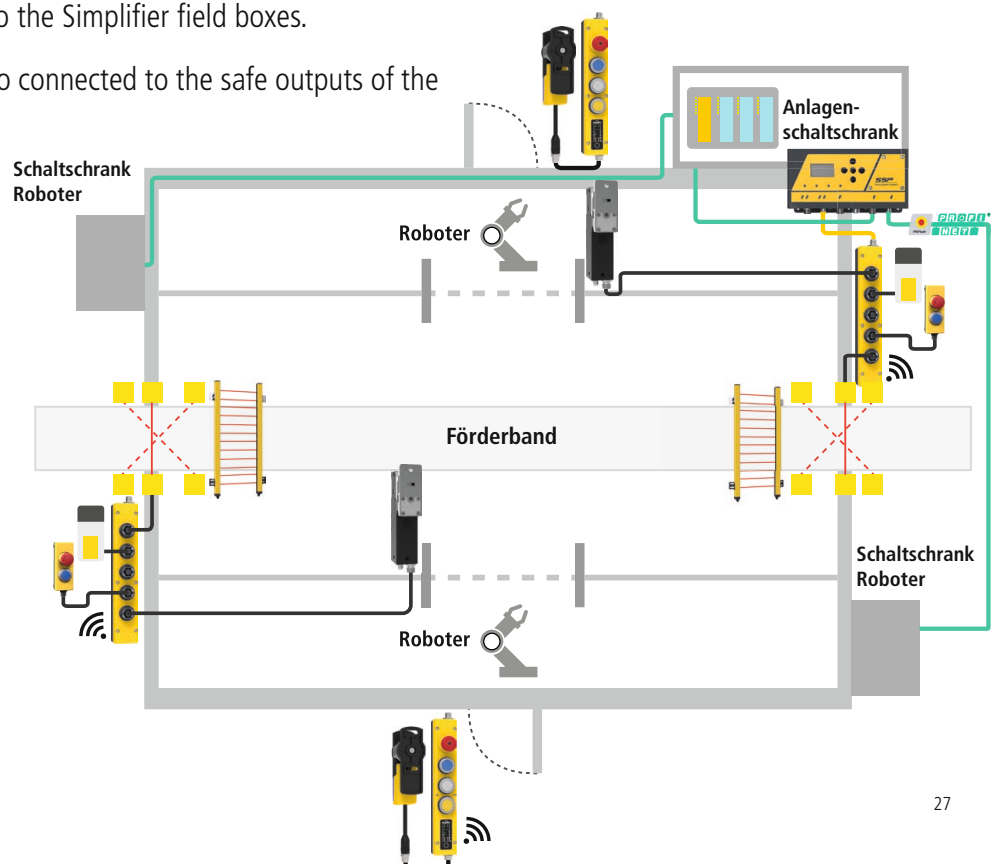 o the Simplifier field boxes.
o connected to the safe outputs of the
Anlagen-
schaltschrank
Schaltschrank
Roboter
SSP
Roboter
PROFI
NET
Förderband
Schaltschrank
Roboter
Roboter
27